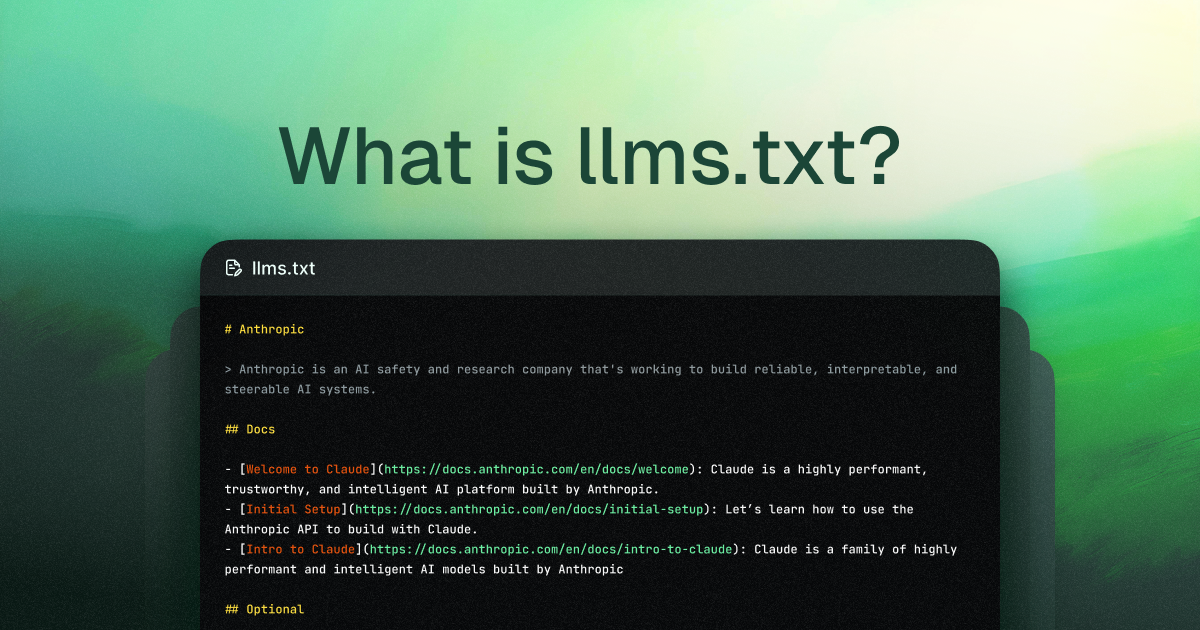 What is llms.txt?
llms.txt
# Anthropic
> Anthropic is an AI safety and research company that's working to build reliable, interpretable, and
steerable AI systems.
## Docs
- [Welcome to Claude](https://docs.anthropic.com/en/docs/welcome): Claude is a highly performant,
trustworthy, and intelligent AI platform built by Anthropic.
- [Initial Setup](https://docs.anthropic.com/en/docs/initial-setup): Let’s learn how to use the
Anthropic API to build with Claude.
- [Intro to Claude](https://docs.anthropic.com/en/docs/intro-to-claude): Claude is a family of highly
performant and intelligent AI models built by Anthropic
## Optional